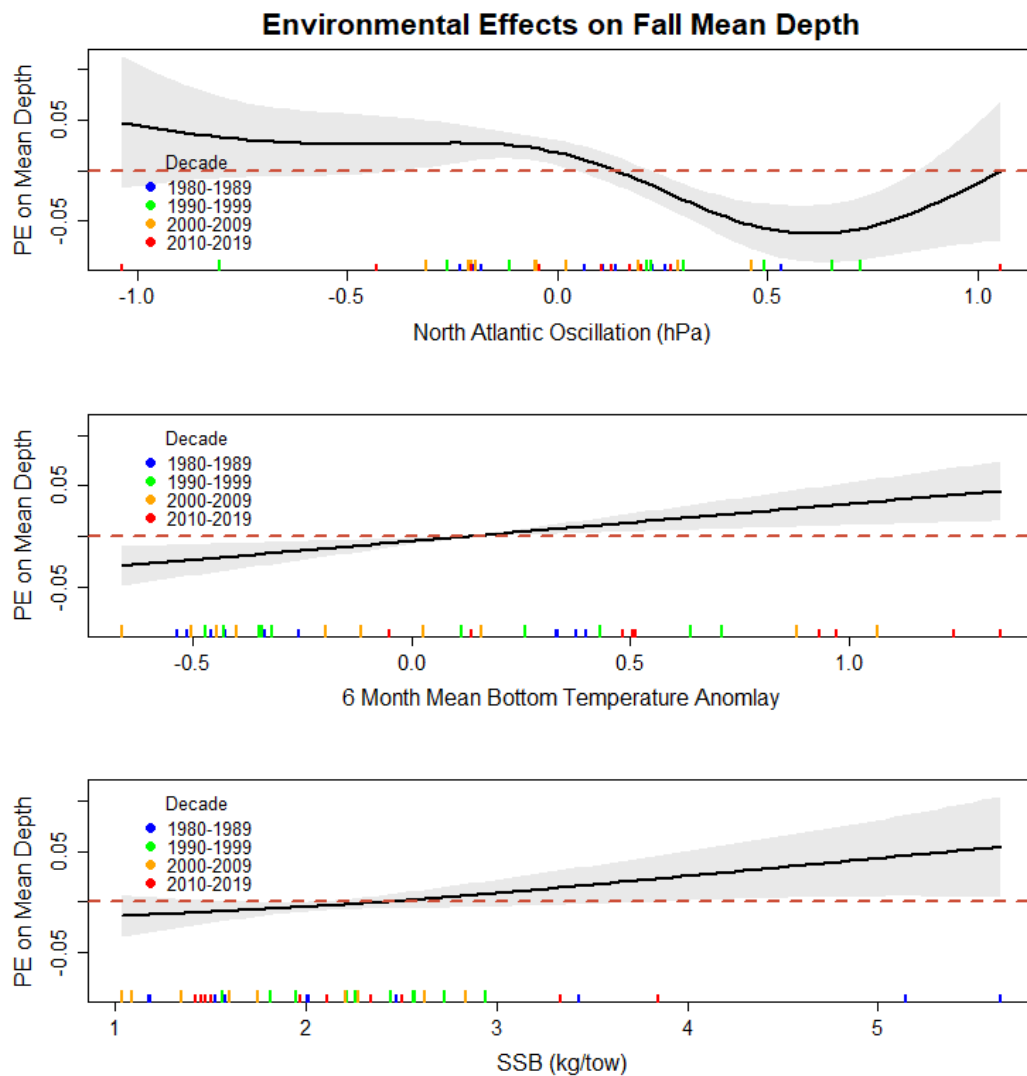 Environmental Effects on Fall Mean Depth
PE on Mean Depth
0.05
-0.05
Decade
1980-1989
1990-1999
2000-2009
2010-2019
-1.0 -0.5 0.0 0.5 1.0
North Atlantic Oscillation (hPa)
PE on Mean Depth
0.05
-0.05
Decade
1980-1989
1990-1999
2000-2009
2010-2019
-0.5 0.0 0.5 1.0
6 Month Mean Bottom Temperature Anomlay
PE on Mean Depth
0.05
-0.05
Decade
1980-1989
1990-1999
2000-2009
2010-2019
1 2 3 4 5
SSB (kg/tow)